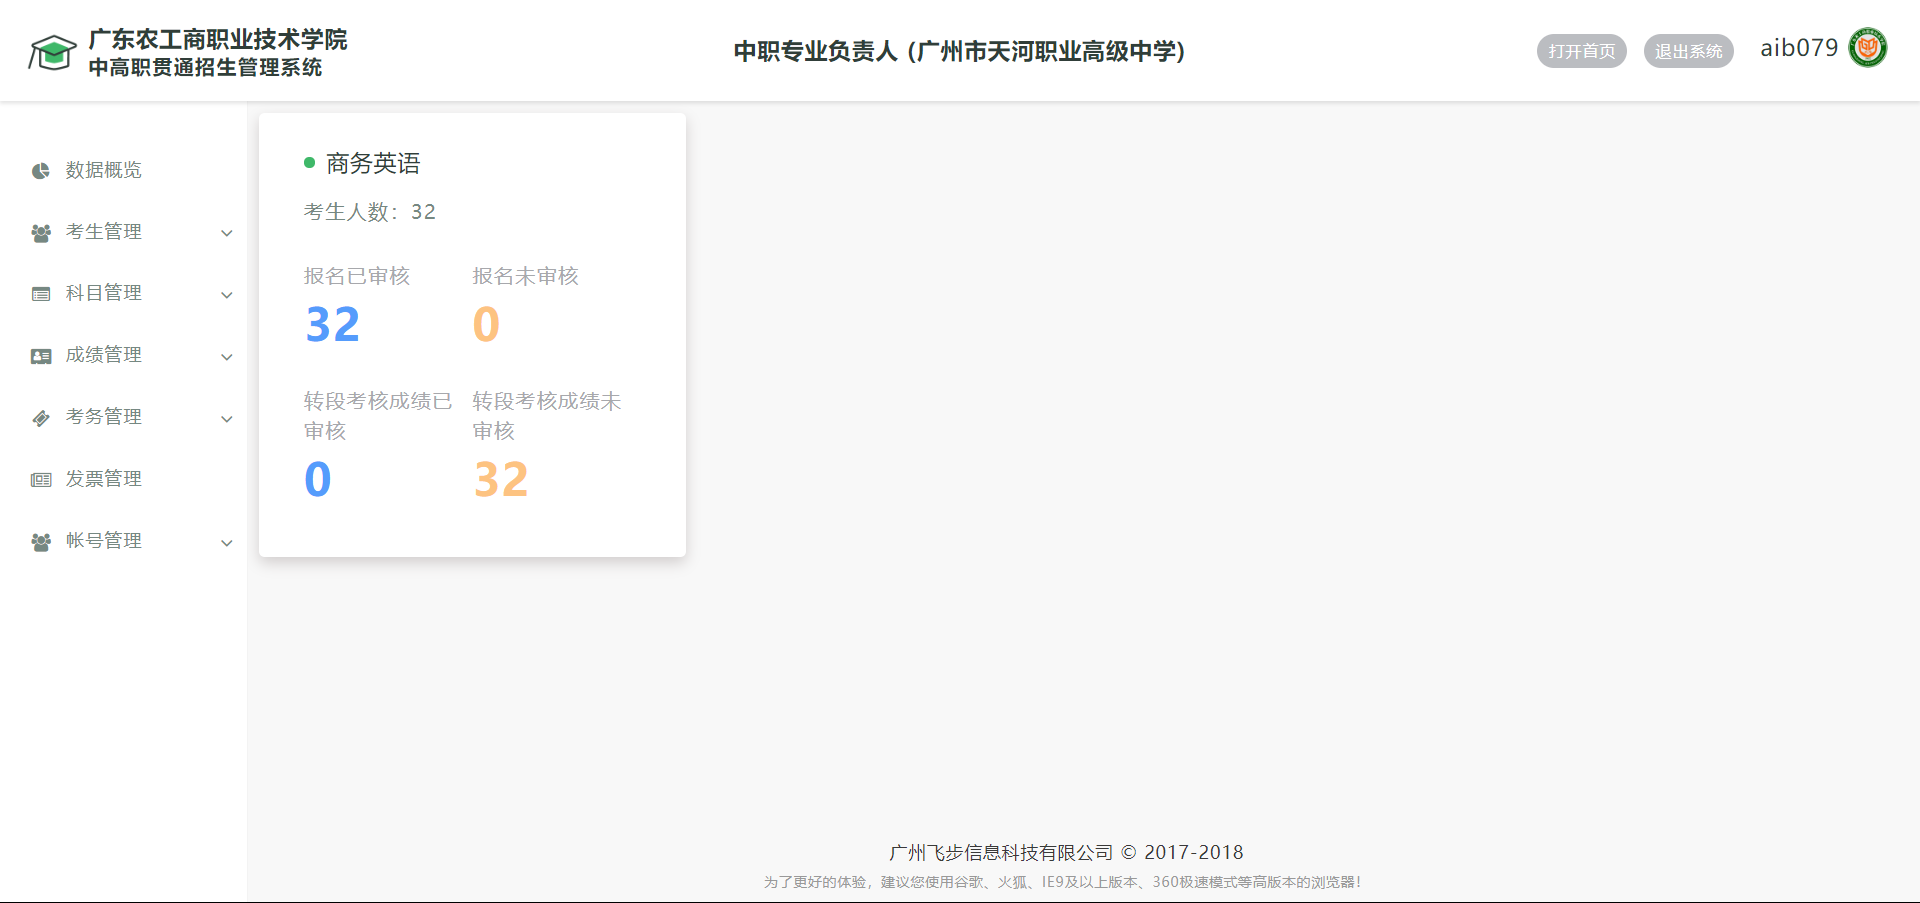 广东农工商职业技术学院
中高职贯通招生管理系统
中职专业负责人 (广州市天河职业高级中学)
打开首页
退出系统
aib079
数据概览
考生管理
科目管理
成绩管理
考务管理
发票管理
帐号管理
商务英语
考生人数：32
报名已审核
32
报名未审核
0
转段考核成绩已
审核
0
转段考核成绩未
审核
32
广州飞步信息科技有限公司 © 2017-2018
为了更好的体验，建议您使用谷歌、火狐、IE9及以上版本、360极速模式等高版本的浏览器！